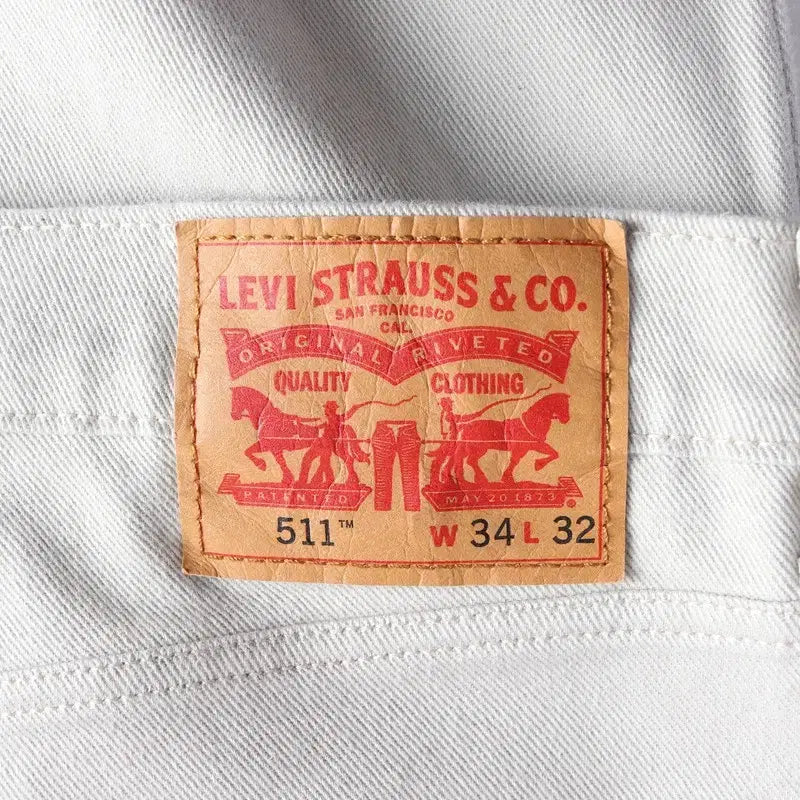 LEVI STRAUSS & CO.
SAN FRANCISCO
CAL.
ORIGINAL RIVETED
QUALITY CLOTHING
PATENTED MAY 20 1873
511™ W 34 L 32